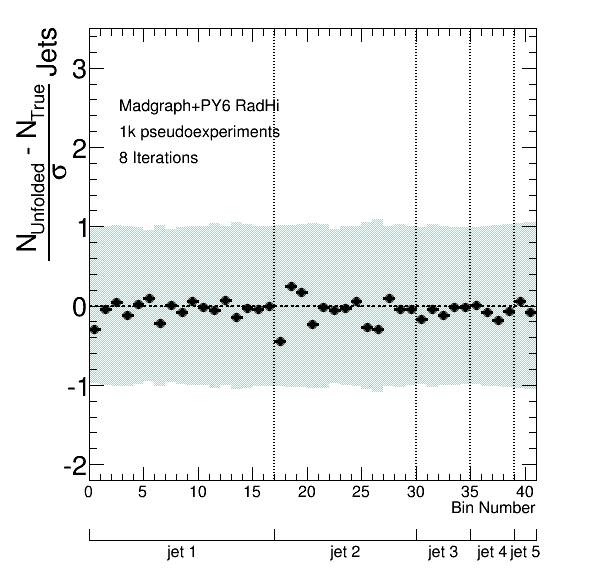 N_Unfolded - N_True Jets
σ
3
2
1
0
-1
-2
Madgraph+PY6 RadHi
1k pseudoexperiments
8 Iterations
0 5 10 15 20 25 30 35 40
Bin Number
jet 1 jet 2 jet 3 jet 4 jet 5